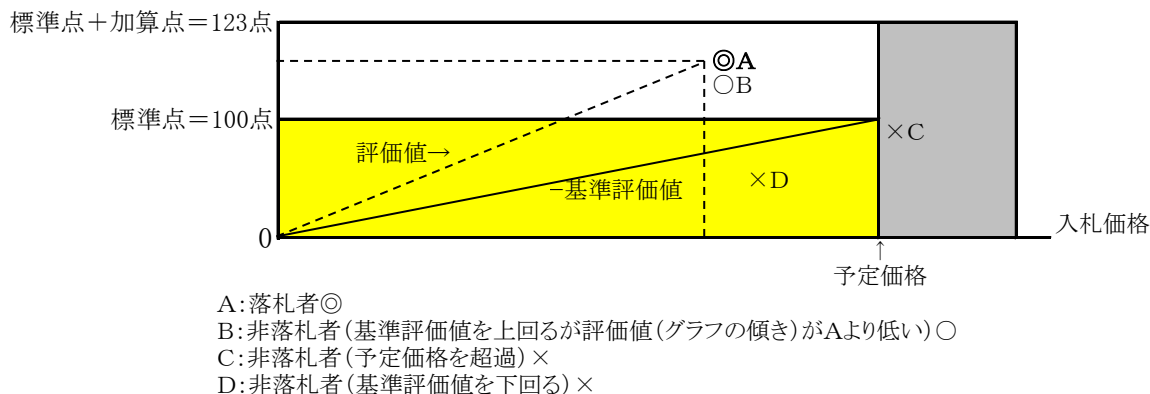 標準点＋加算点＝123点
◎A
○B
標準点＝100点
×C
評価値→
×D
−基準評価値
0
入札価格
↑
予定価格
A:落札者◎
B:非落札者(基準評価値を上回るが評価値(グラフの傾き)がAより低い)○
C:非落札者(予定価格を超過)×
D:非落札者(基準評価値を下回る)×